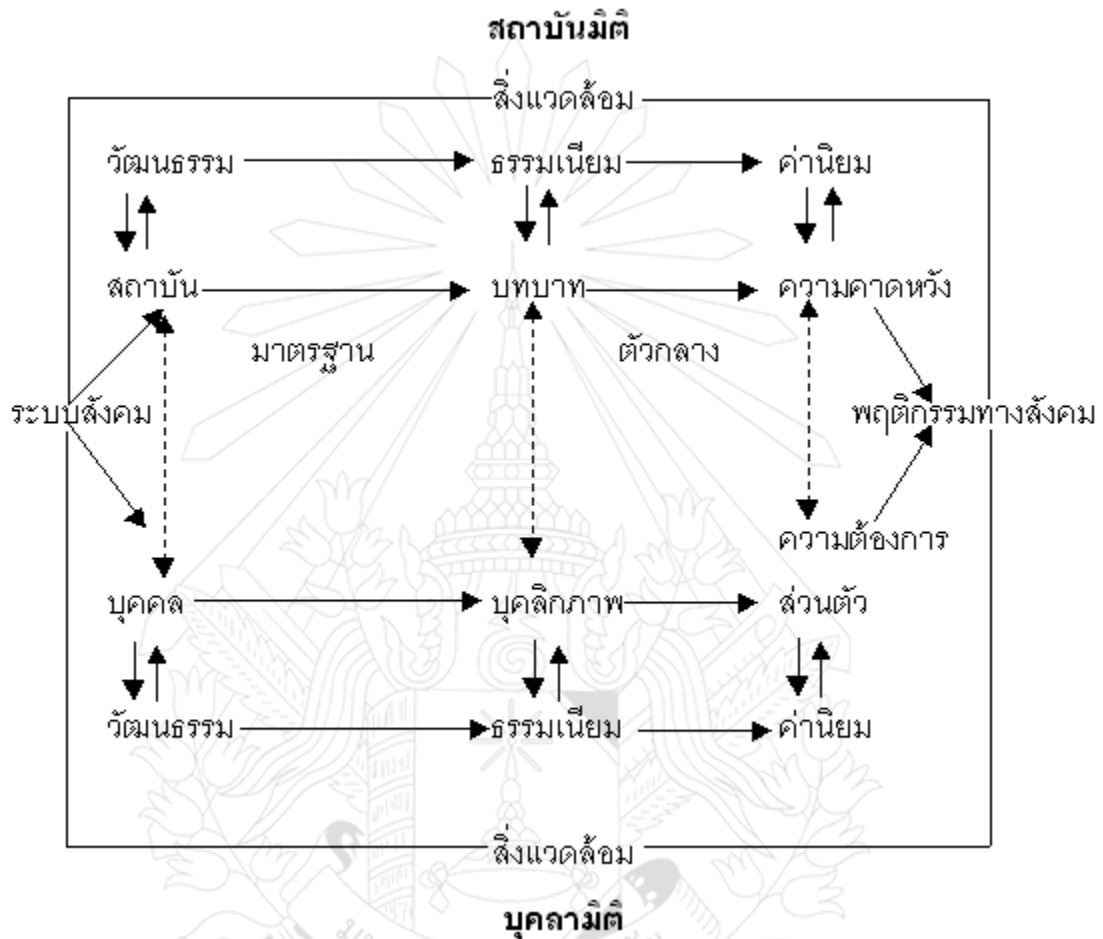 สถาบันมิติ
สิ่งแวดล้อม
วัฒนธรรม ธรรมเนียม ค่านิยม
สถาบัน บทบาท ความคาดหวัง
มาตรฐาน ตัวกลาง
ระบบสังคม พฤติกรรมทางสังคม
ความต้องการ
บุคคล บุคลิกภาพ ส่วนตัว
วัฒนธรรม ธรรมเนียม ค่านิยม
สิ่งแวดล้อม
บุคลามิติ